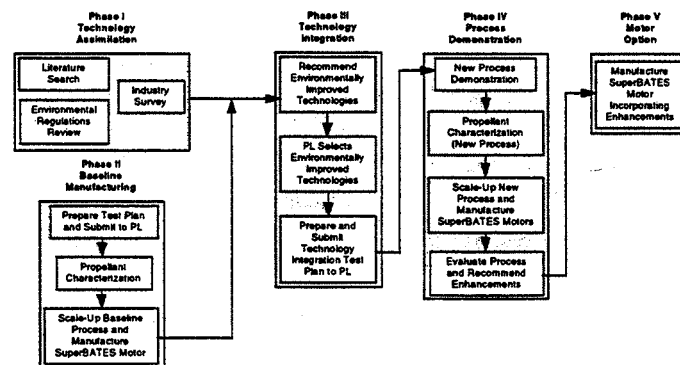 Phase I
Technology
Assimilation
Literature
Search
Environmental
Regulations
Review
Industry
Survey
Phase II
Baseline
Manufacturing
Prepare Test Plan
and Submit to PL
Propellant
Characterization
Scale-Up Baseline
Process and
Manufacture
SuperBATES Motor
Phase III
Technology
Integration
Recommend
Environmentally
Improved
Technologies
PL Selects
Environmentally
Improved
Technologies
Prepare and
Submit
Technology
Integration Test
Plan to PL
Phase IV
Process
Demonstration
New Process
Demonstration
Propellant
Characterization
(New Process)
Scale-Up New
Process and
Manufacture
SuperBATES Motors
Evaluate Process
and Recommend
Enhancements
Phase V
Motor
Option
Manufacture
SuperBATES
Motor
Incorporating
Enhancements